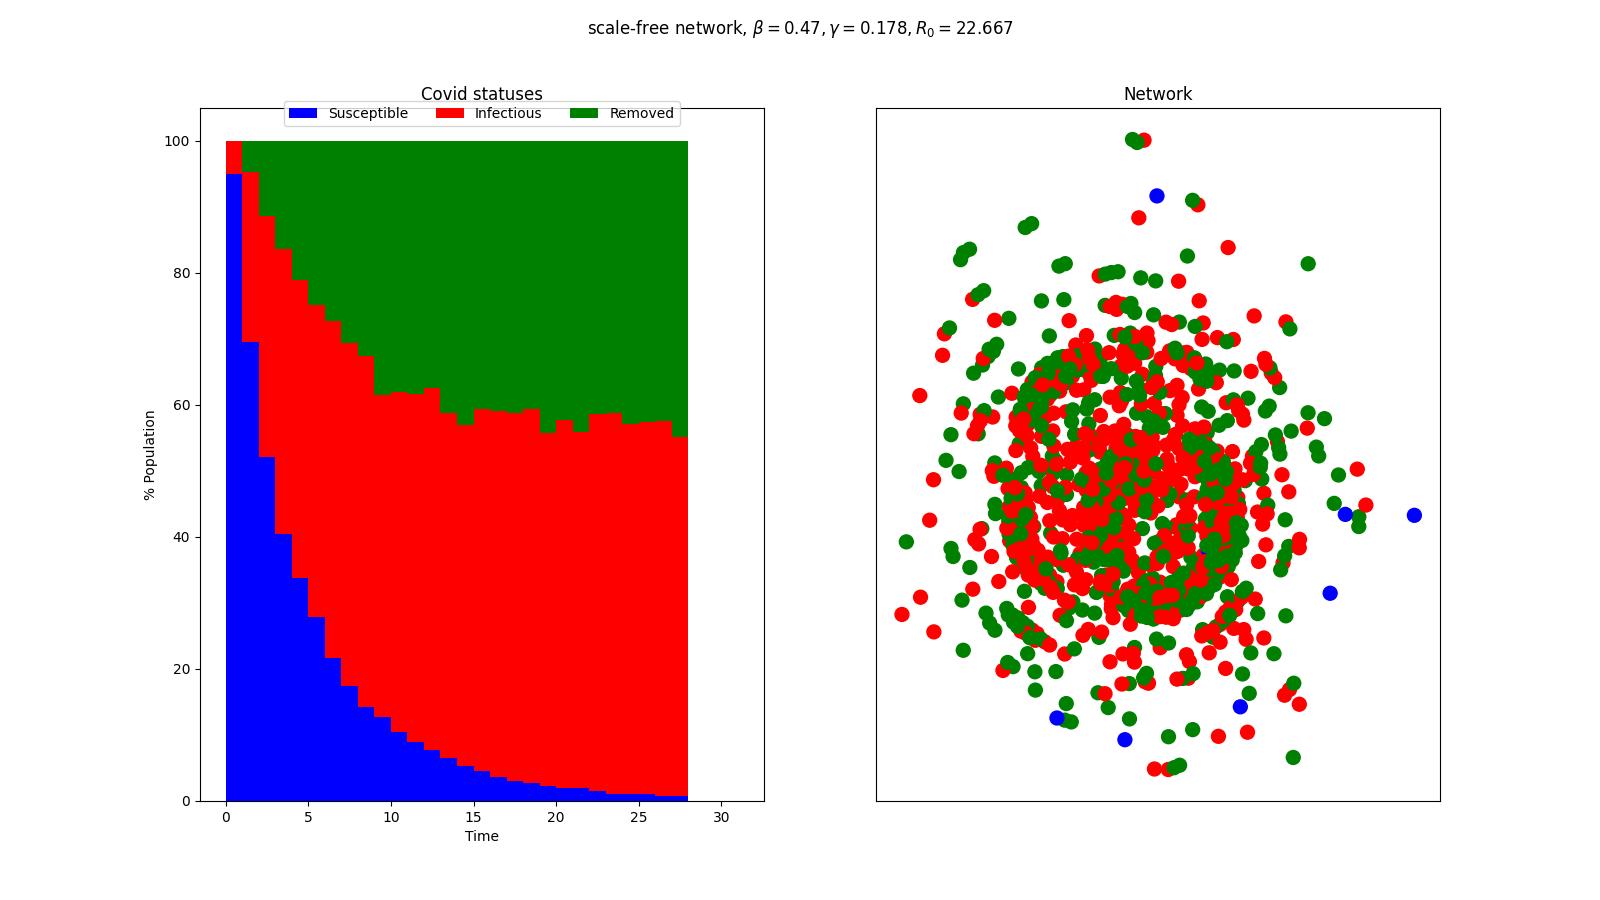 scale-free network, β = 0.47, γ = 0.178, R₀ = 22.667
Covid statuses
Susceptible Infectious Removed
100
80
60
40
20
0
% Population
0 5 10 15 20 25 30
Time
Network